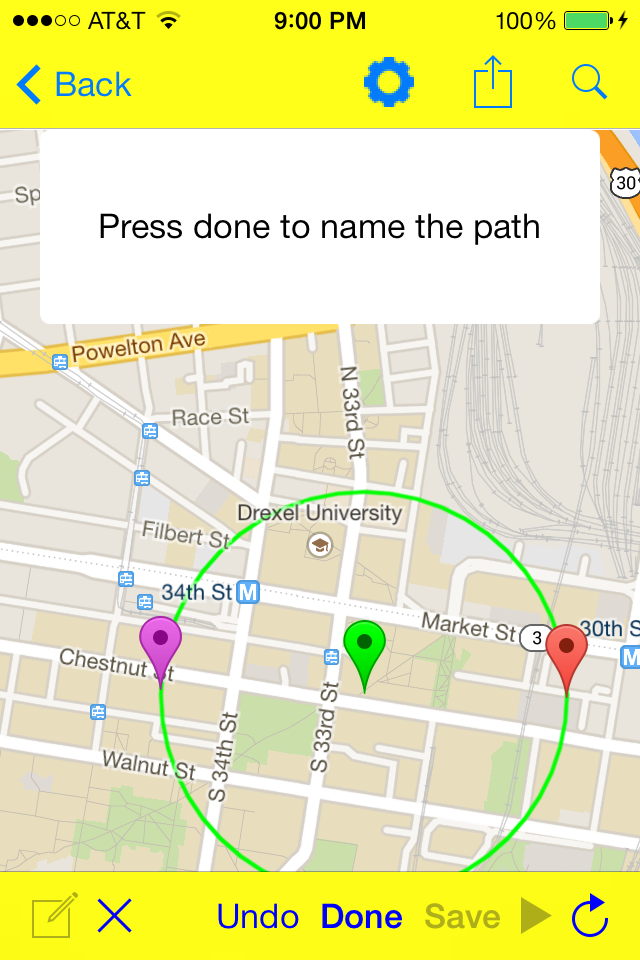 AT&T 9:00 PM 100%
Back
Sp
30
Press done to name the path
Powelton Ave
N 33rd St
Race St
Drexel University
Filbert St
34th St M
Market St 3 30th S
M
Chestnut St
S 33rd St
S 34th St
Walnut St
Undo Done Save